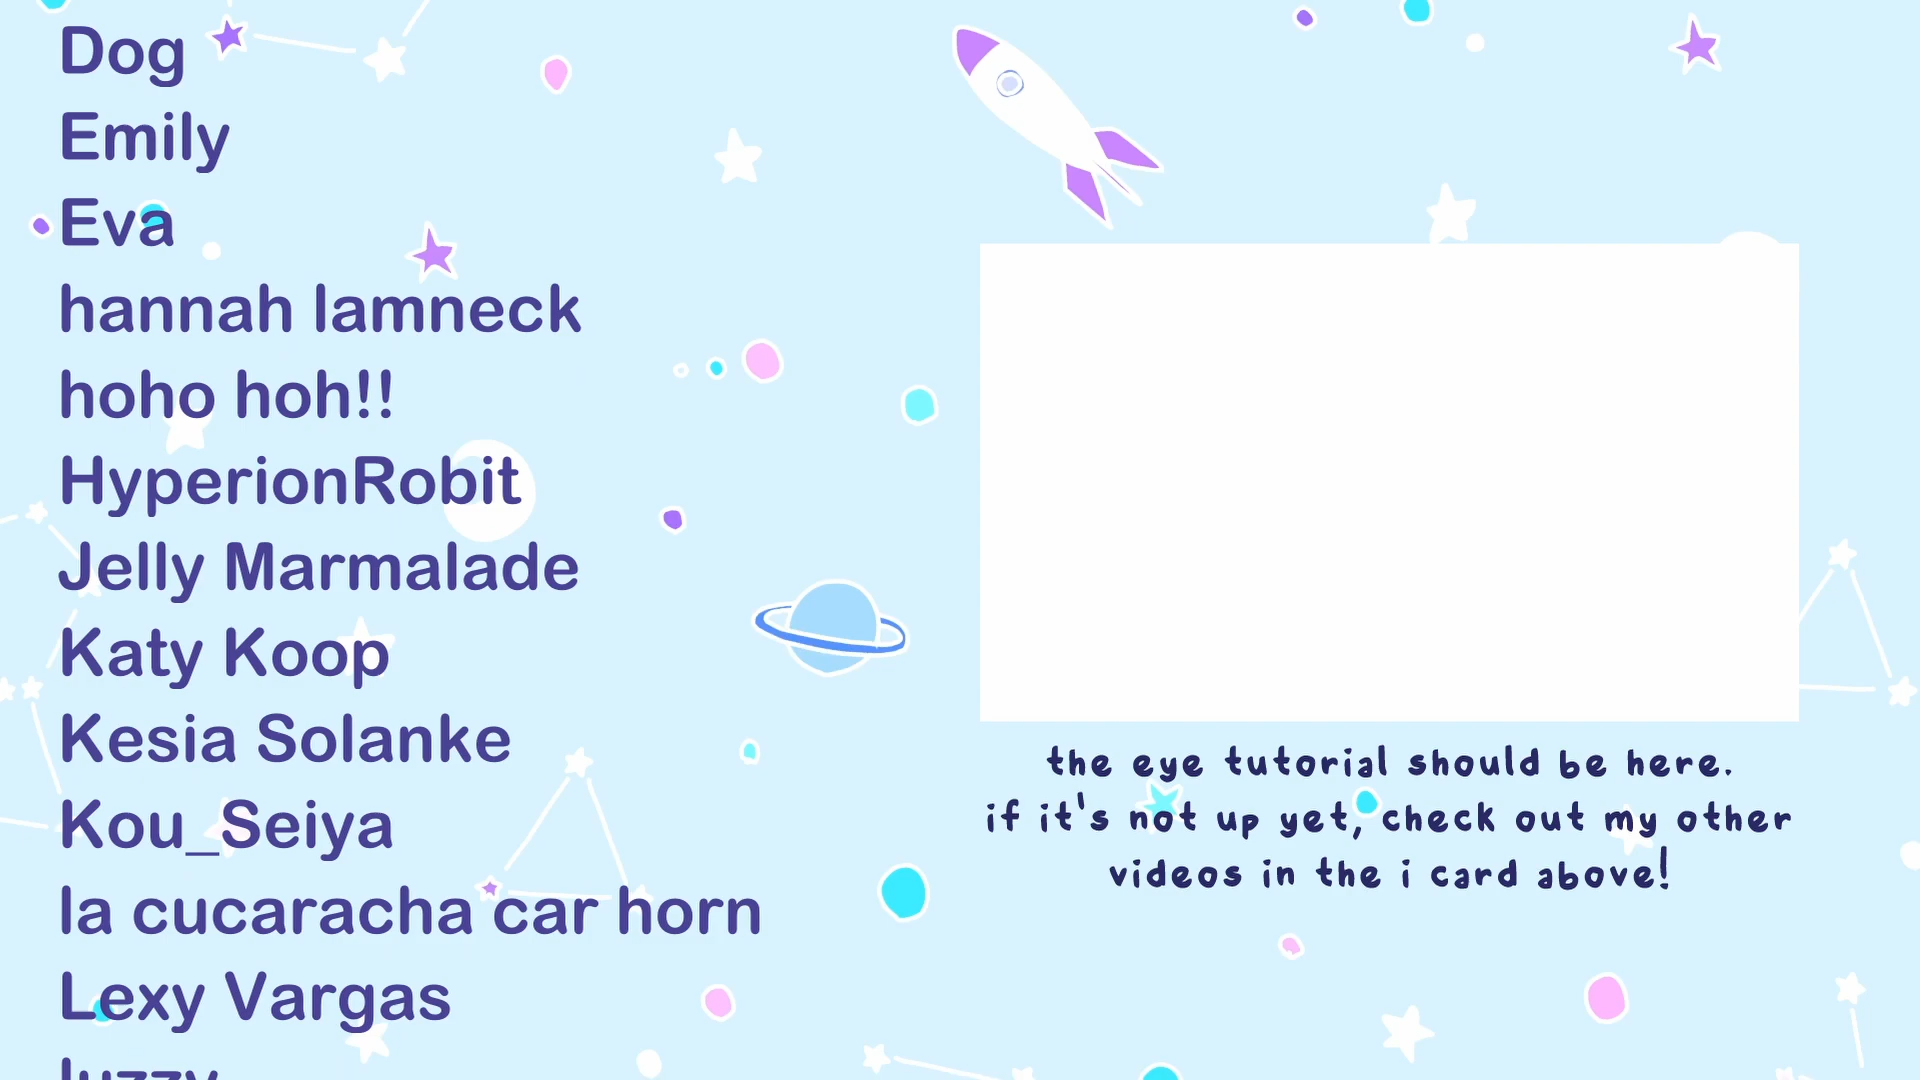 Dog
Emily
Eva
hannah lamneck
hoho hoh!!
HyperionRobit
Jelly Marmalade
Katy Koop
Kesia Solanke
Kou_Seiya
la cucaracha car horn
Lexy Vargas
the eye tutorial should be here.
if it's not up yet, check out my other
videos in the i card above!